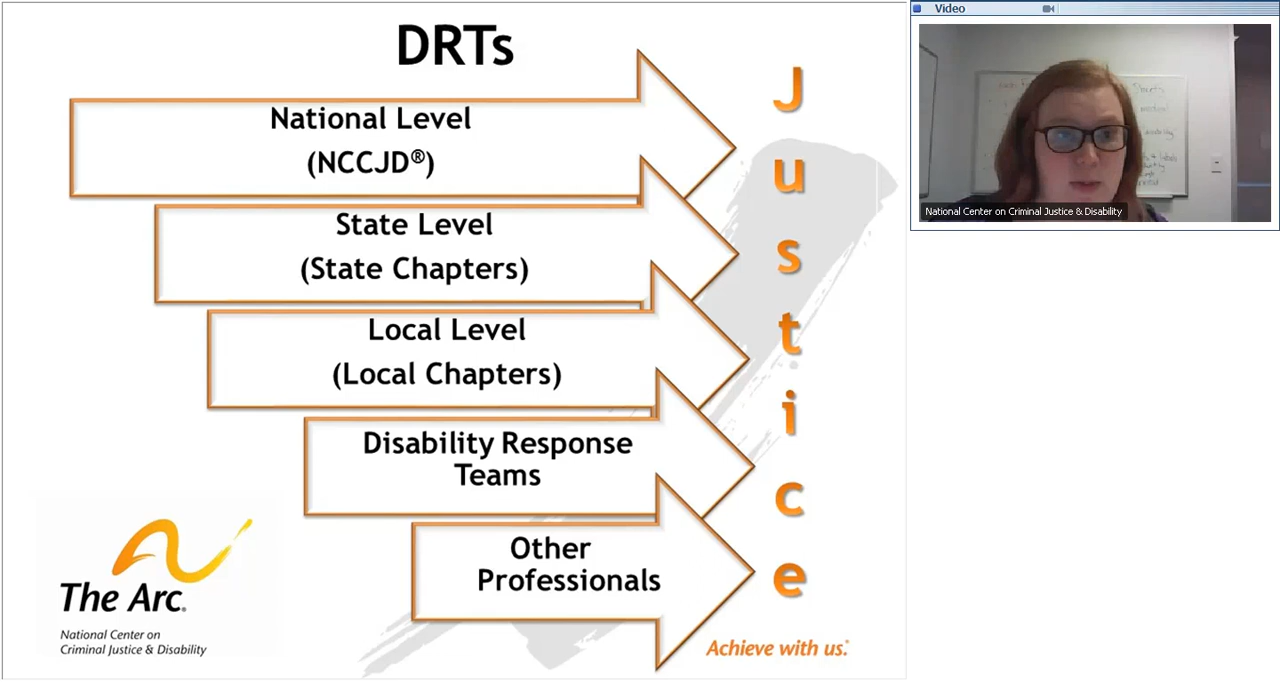 DRTs
National Level
(NCCJD®)
State Level
(State Chapters)
Local Level
(Local Chapters)
Disability Response
Teams
Other
Professionals
Justice
The Arc.
National Center on
Criminal Justice & Disability
Achieve with us.®
Video
National Center on Criminal Justice & Disability